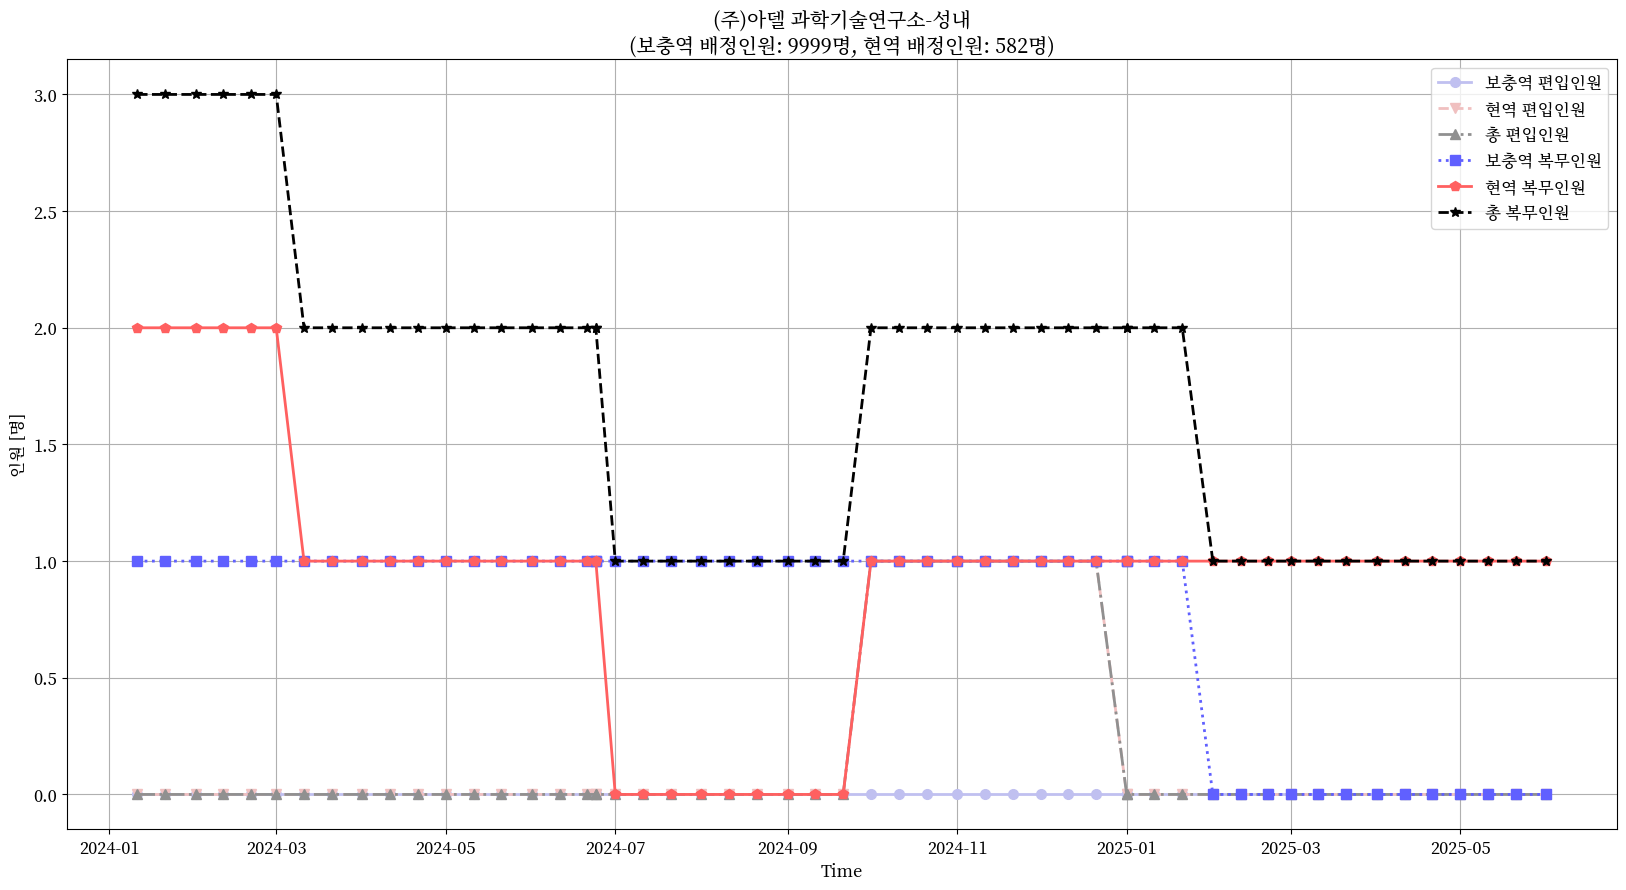 (주)아델 과학기술연구소-성내
(보충역 배정인원: 9999명, 현역 배정인원: 582명)
보충역 편입인원
현역 편입인원
총 편입인원
보충역 복무인원
현역 복무인원
총 복무인원
인원 [명]
3.0
2.5
2.0
1.5
1.0
0.5
0.0
2024-01
2024-03
2024-05
2024-07
2024-09
2024-11
2025-01
2025-03
2025-05
Time